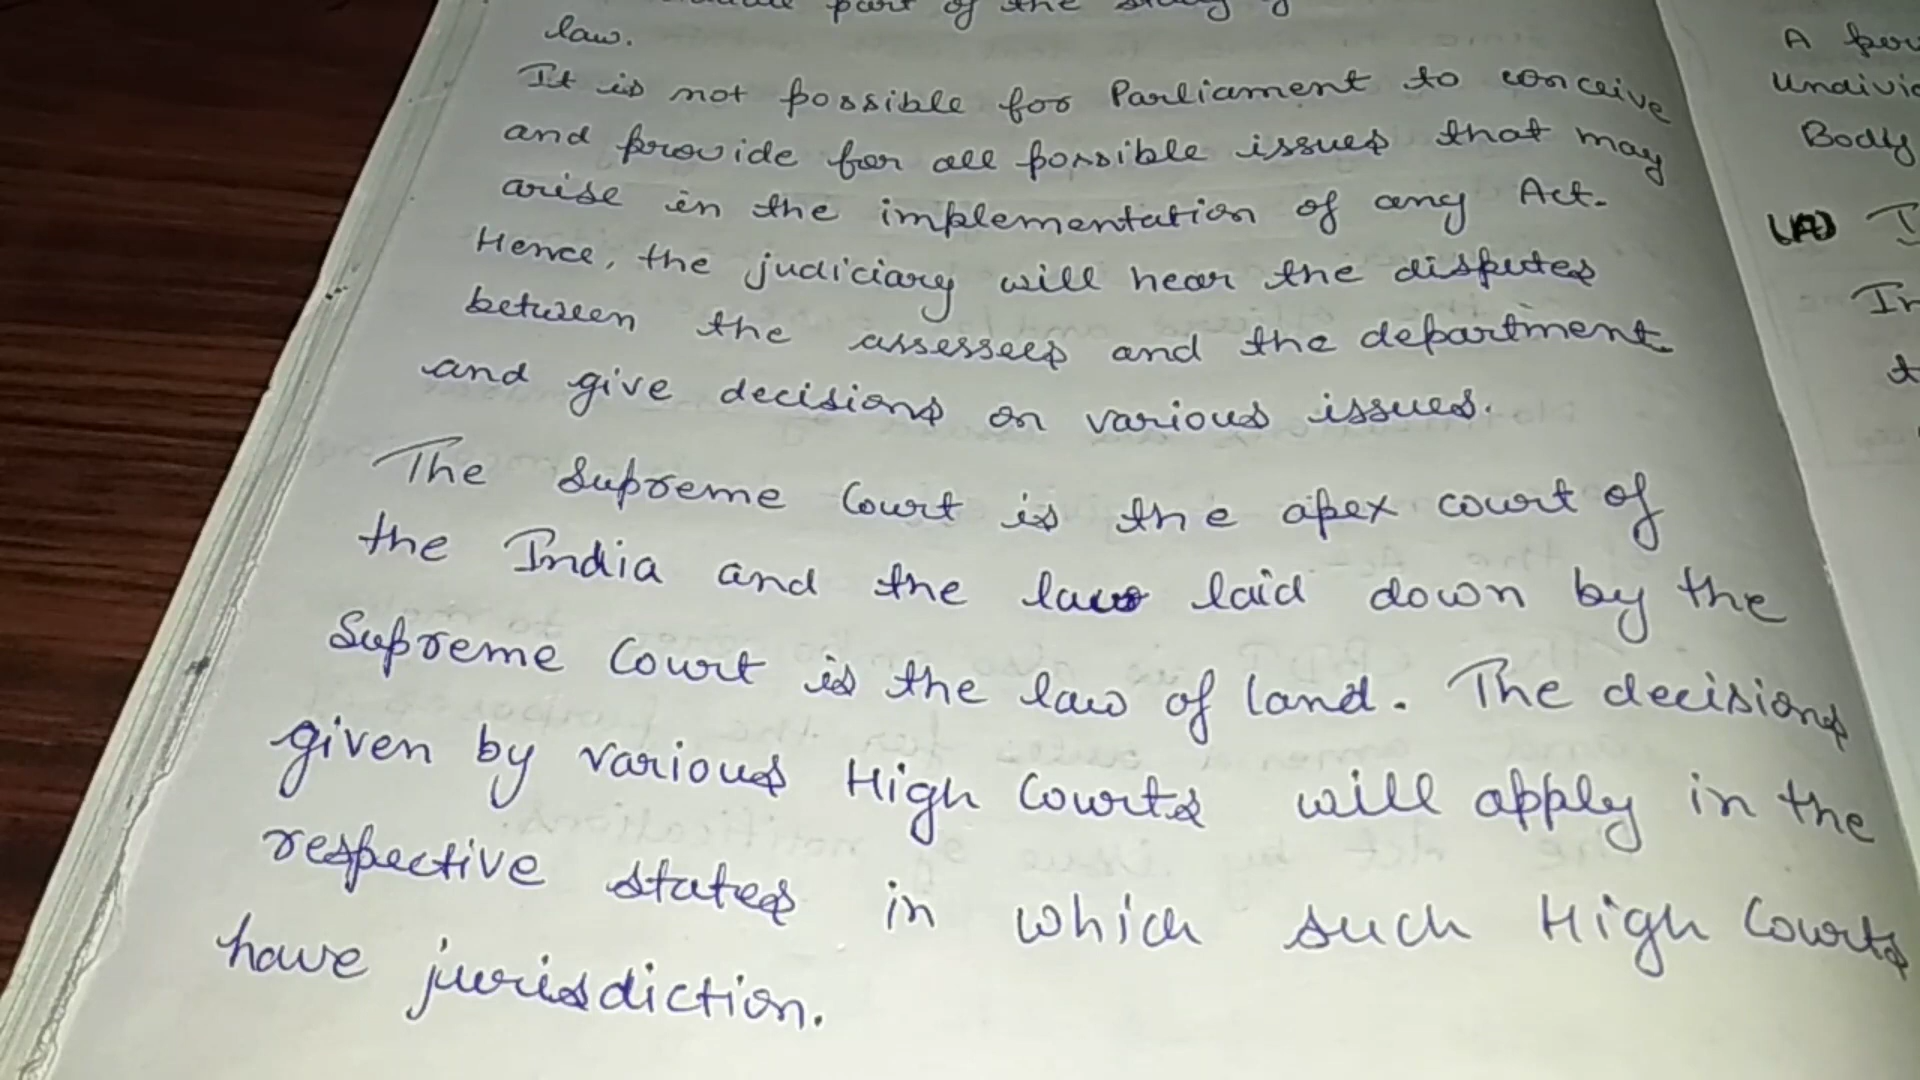 part of the study
law.
It is not possible for Parliament to conceive
and provide for all possible issues that may
arise in the implementation of any Act.
Hence, the judiciary will hear the disputes
between the assessees and the department
and give decisions on various issues.
The Supreme Court is the apex court of
the India and the law laid down by the
Supreme Court is the law of land. The decisions
given by various High Courts will apply in the
respective states in which such High Courts
have jurisdiction.
A
Body
(A)